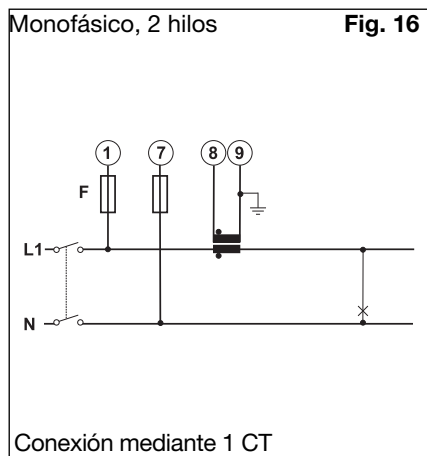 Monofásico, 2 hilos Fig. 16
1 7 8 9
F
L1
N
Conexión mediante 1 CT